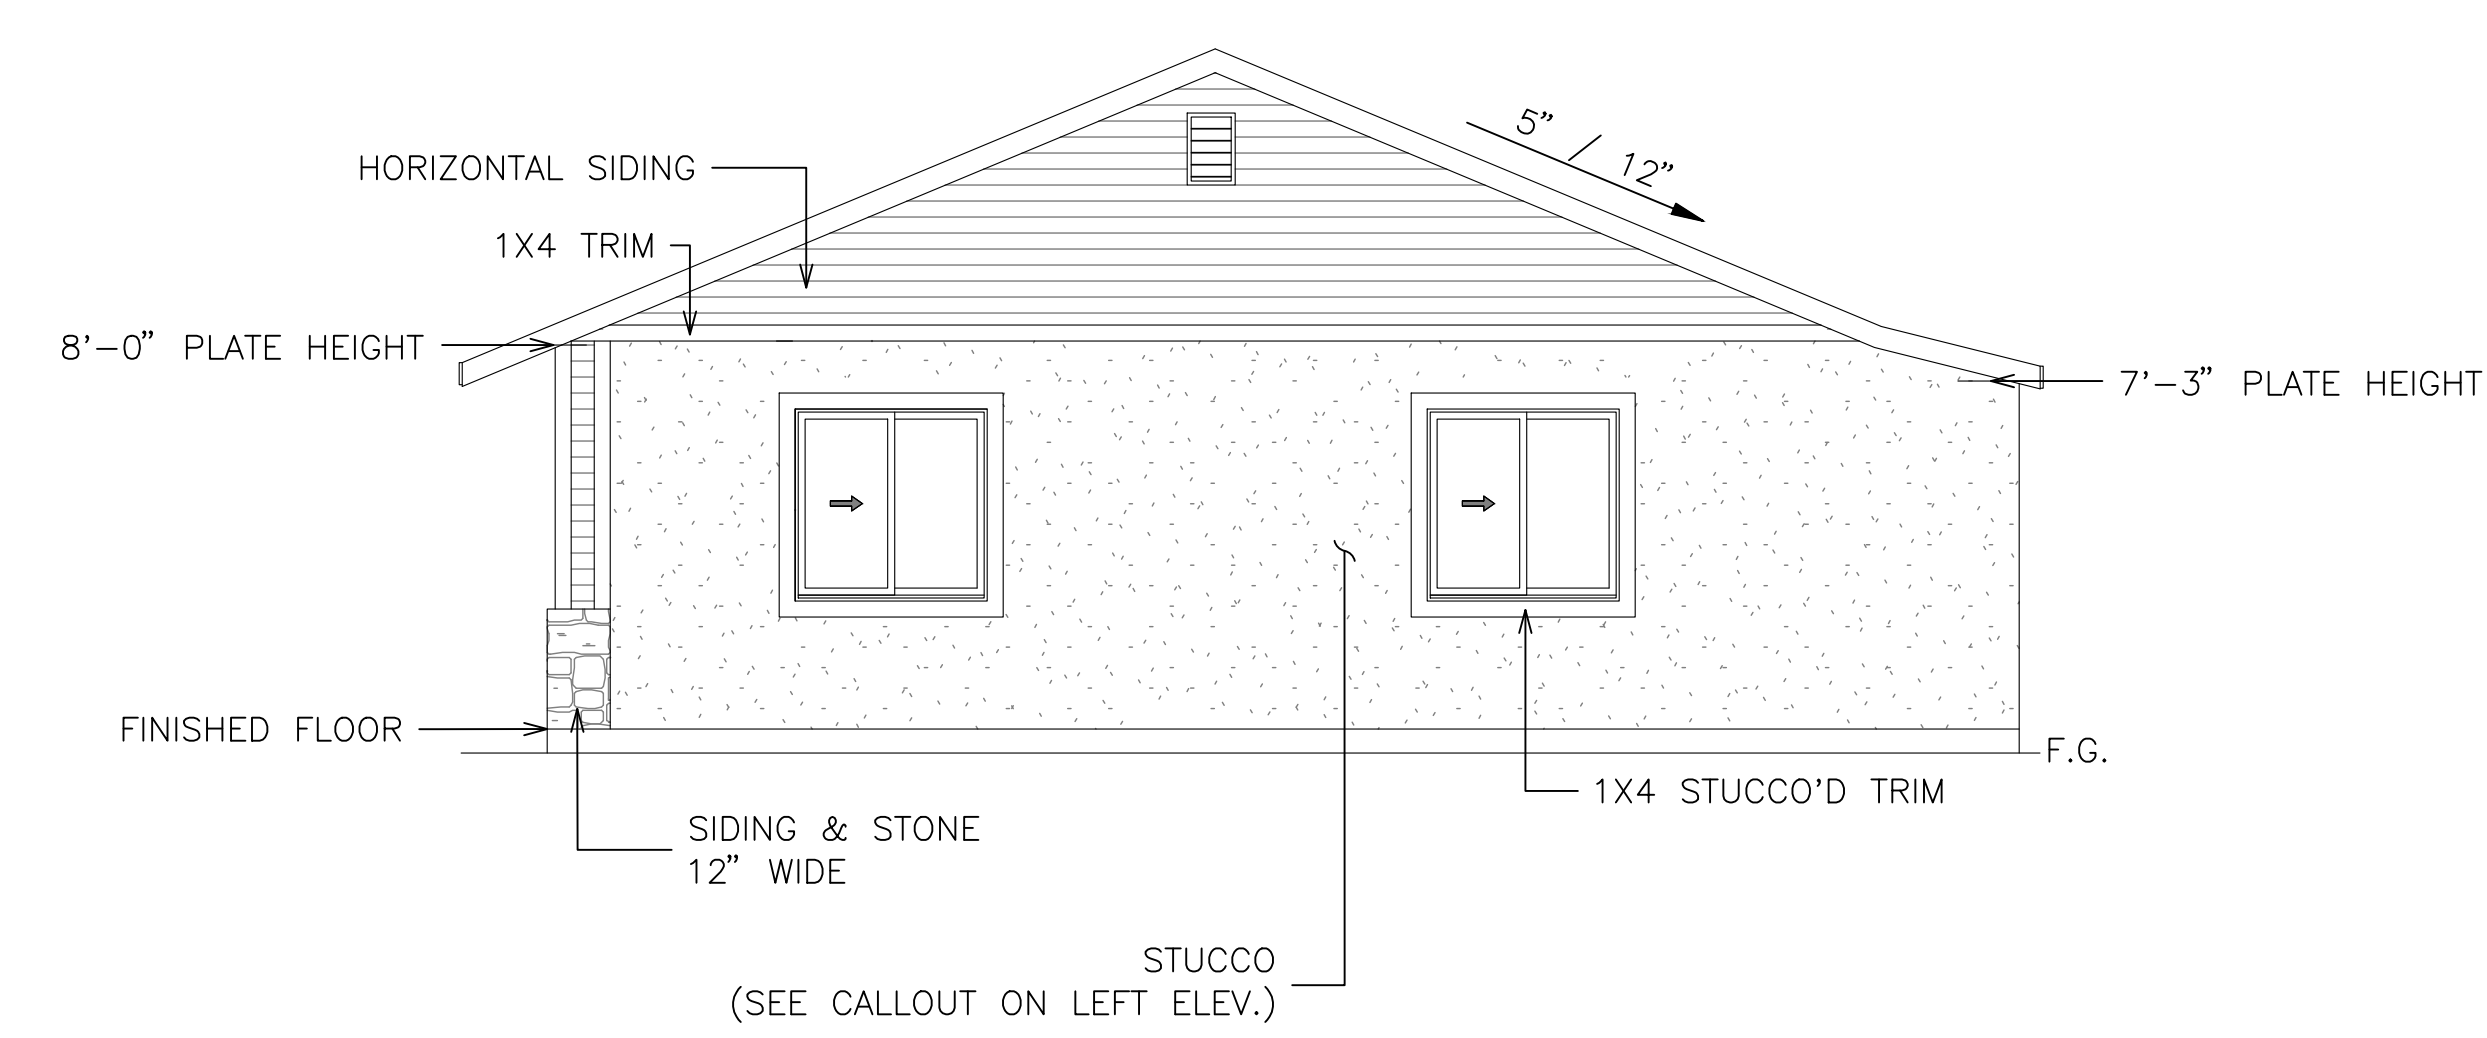 5” / 12”
HORIZONTAL SIDING
1X4 TRIM
8’-0” PLATE HEIGHT
7’-3” PLATE HEIGHT
FINISHED FLOOR
F.G.
1X4 STUCCO’D TRIM
SIDING & STONE
12” WIDE
STUCCO
(SEE CALLOUT ON LEFT ELEV.)